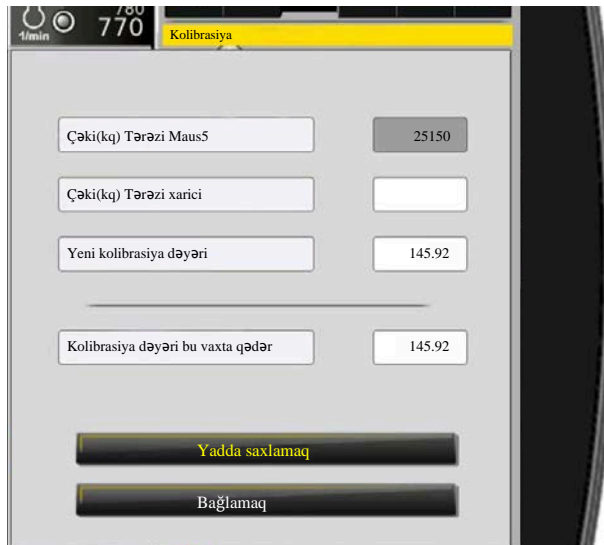 780
1/min 770
Kolibrasiya
Çəki(kq) Tərəzi Maus5 25150
Çəki(kq) Tərəzi xarici
Yeni kolibrasiya dəyəri 145.92
Kolibrasiya dəyəri bu vaxta qədər 145.92
Yadda saxlamaq
Bağlamaq